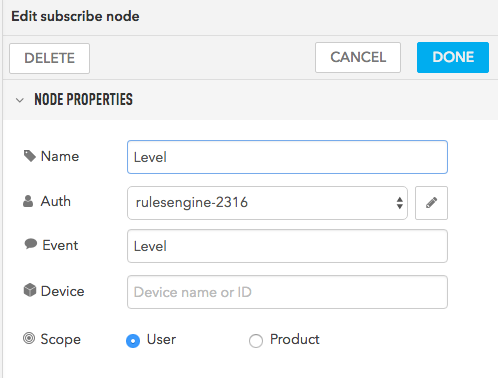 Edit subscribe node
DELETE CANCEL DONE
NODE PROPERTIES
Name Level
Auth rulesengine-2316
Event Level
Device Device name or ID
Scope User Product